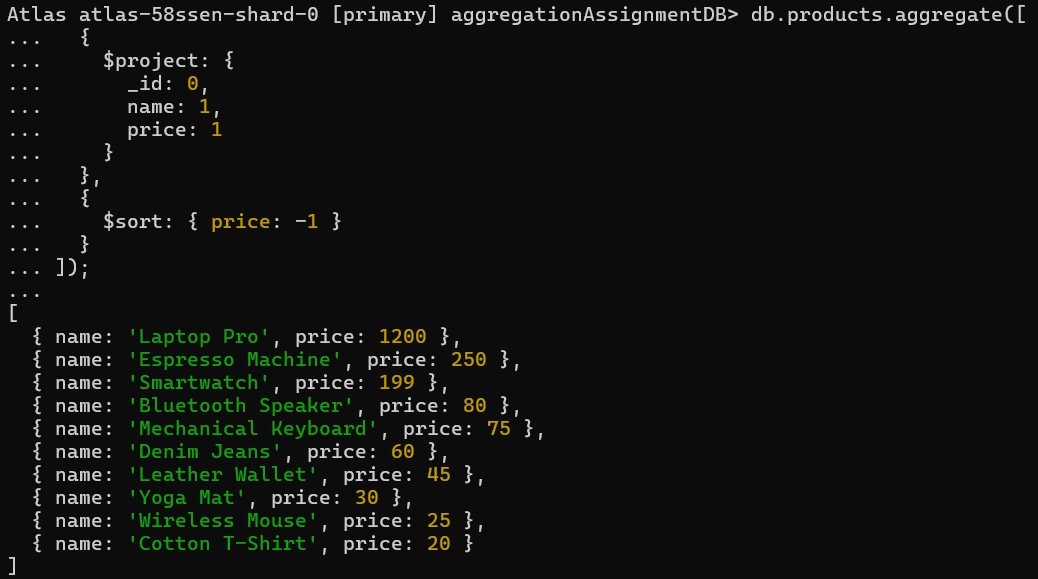 Atlas atlas-58ssen-shard-0 [primary] aggregationAssignmentDB> db.products.aggregate([
...   {
...     $project: {
...       _id: 0,
...       name: 1,
...       price: 1
...     }
...   },
...   {
...     $sort: { price: -1 }
...   }
... ]);
...
[
  { name: 'Laptop Pro', price: 1200 },
  { name: 'Espresso Machine', price: 250 },
  { name: 'Smartwatch', price: 199 },
  { name: 'Bluetooth Speaker', price: 80 },
  { name: 'Mechanical Keyboard', price: 75 },
  { name: 'Denim Jeans', price: 60 },
  { name: 'Leather Wallet', price: 45 },
  { name: 'Yoga Mat', price: 30 },
  { name: 'Wireless Mouse', price: 25 },
  { name: 'Cotton T-Shirt', price: 20 }
]